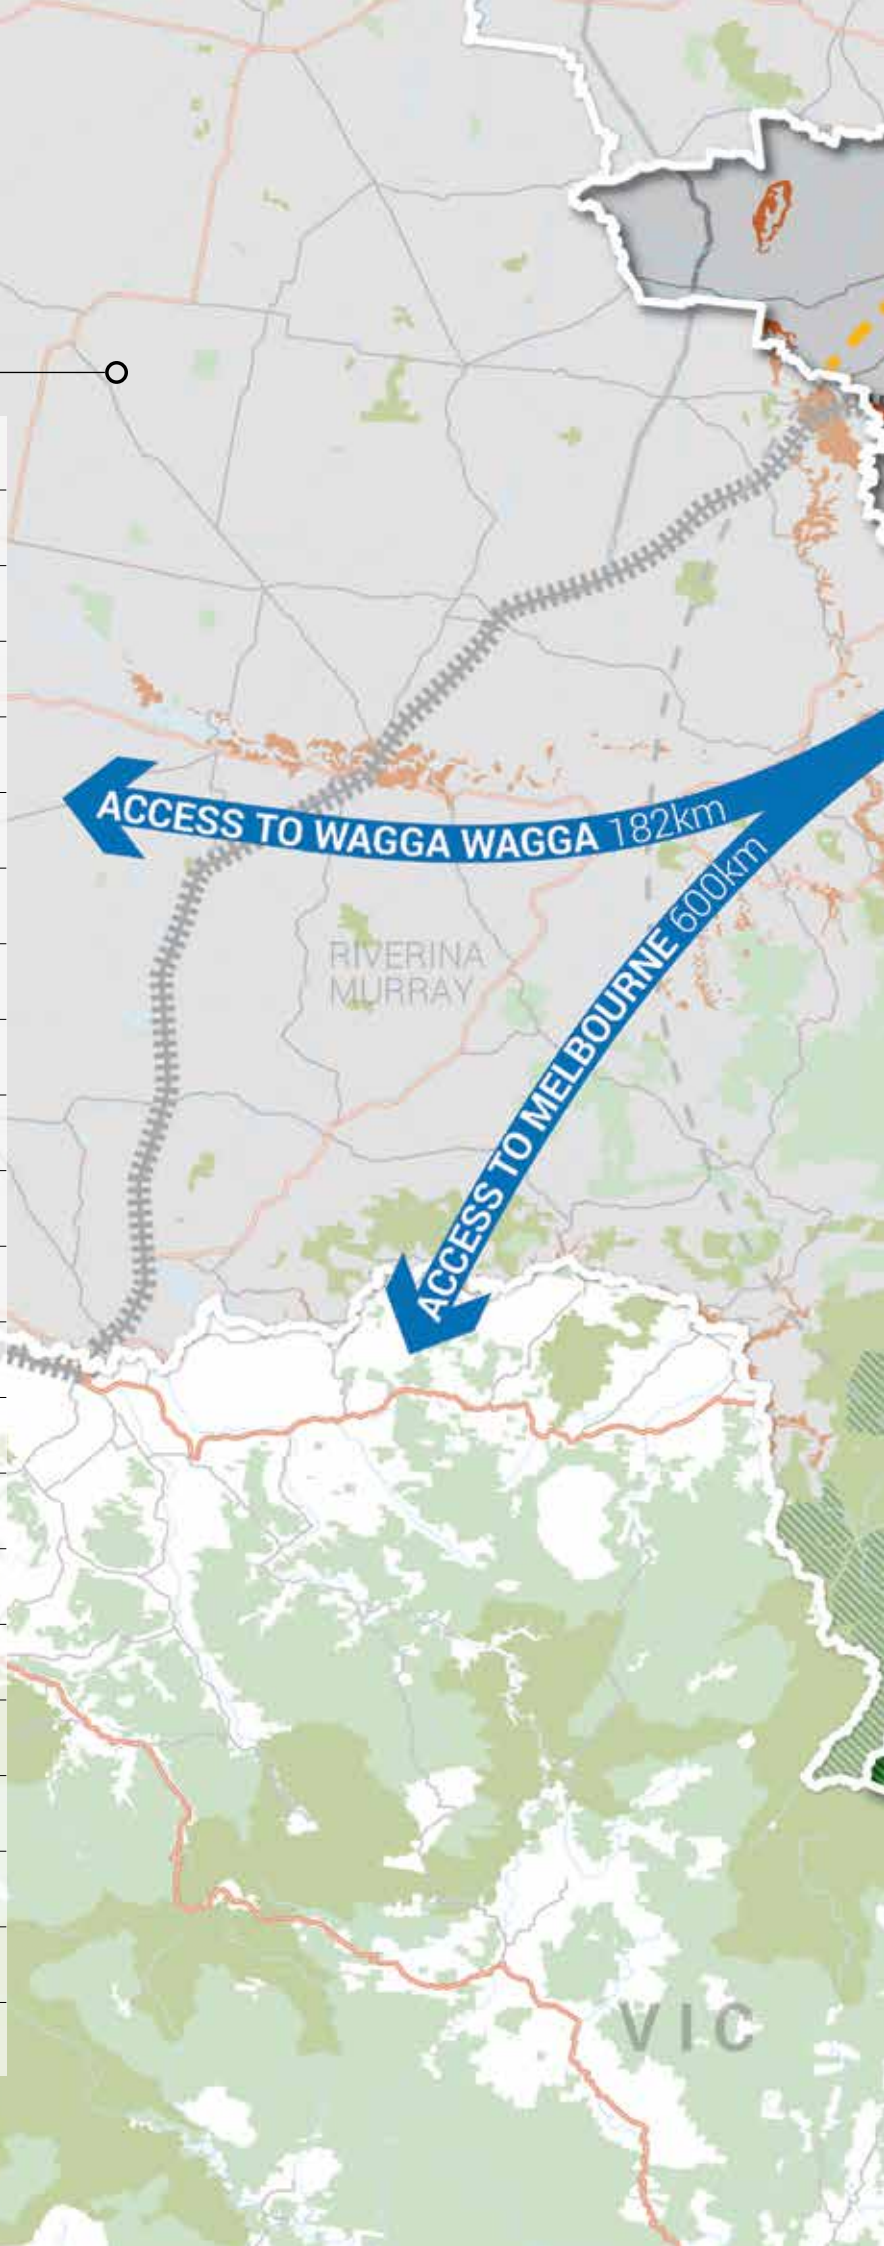 ACCESS TO WAGGA WAGGA 182km
ACCESS TO MELBOURNE 600km
RIVERINA
MURRAY
VIC